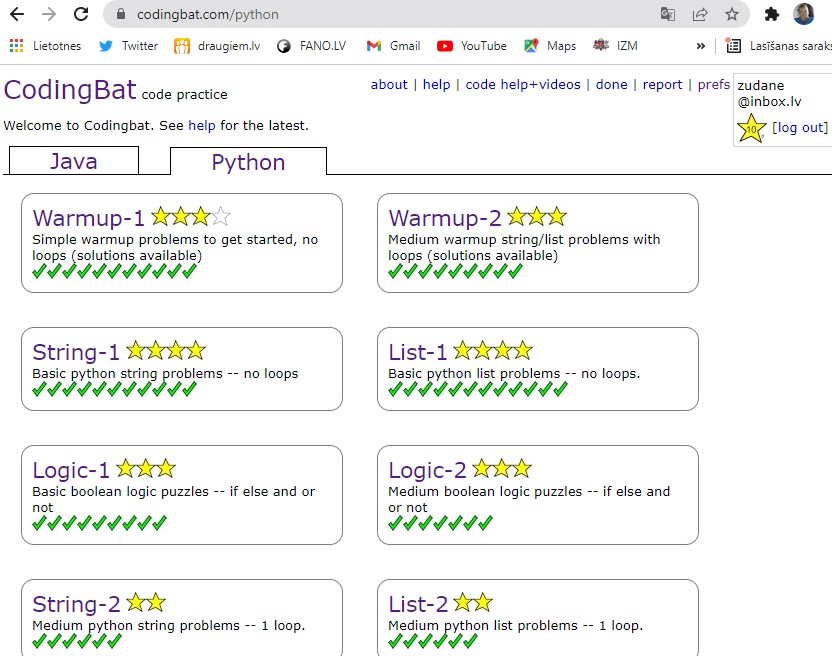 codingbat.com/python
Lietotnes Twitter draugiem.lv FANO.LV Gmail YouTube Maps IZM » Lasīšanas saraks
CodingBat code practice
about | help | code help+videos | done | report | prefs
zudane
@inbox.lv
10 [log out]
Welcome to Codingbat. See help for the latest.
Java Python
Warmup-1
Simple warmup problems to get started, no
loops (solutions available)
Warmup-2
Medium warmup string/list problems with
loops (solutions available)
String-1
Basic python string problems -- no loops
List-1
Basic python list problems -- no loops.
Logic-1
Basic boolean logic puzzles -- if else and or
not
Logic-2
Medium boolean logic puzzles -- if else and
or not
String-2
Medium python string problems -- 1 loop.
List-2
Medium python list problems -- 1 loop.